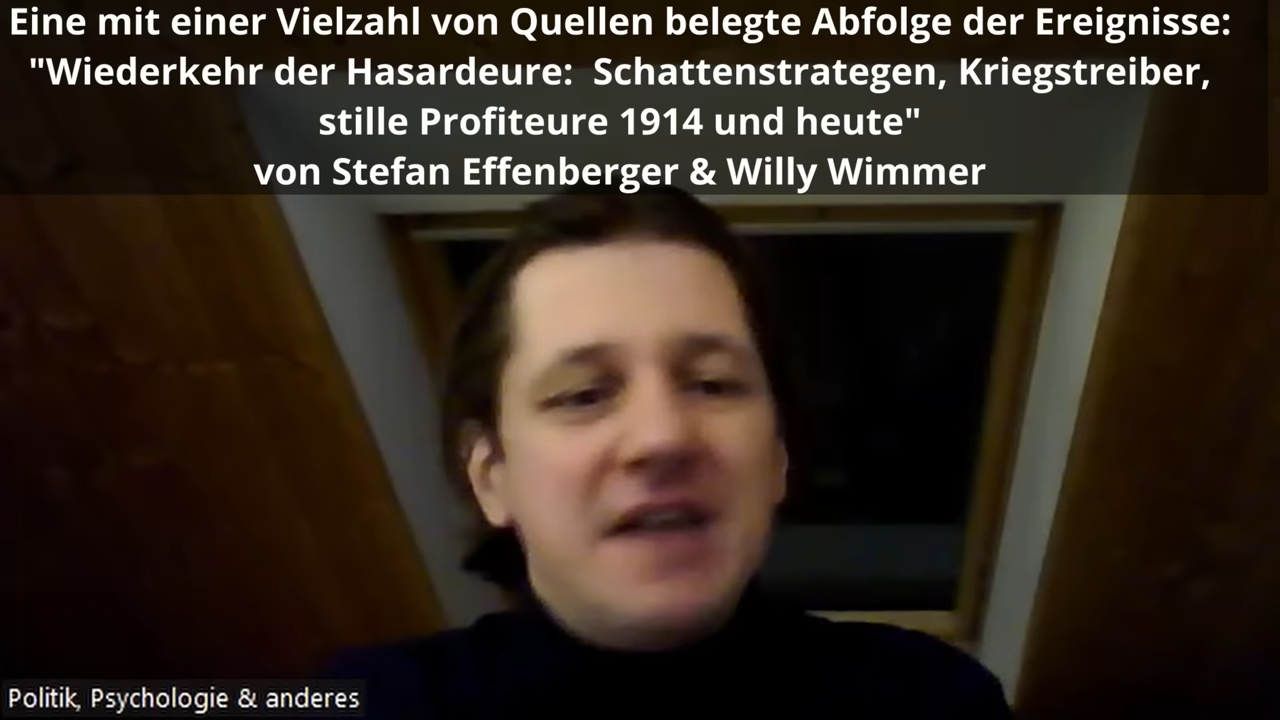 Eine mit einer Vielzahl von Quellen belegte Abfolge der Ereignisse:
"Wiederkehr der Hasardeure: Schattenstrategen, Kriegstreiber,
stille Profiteure 1914 und heute"
von Stefan Effenberger & Willy Wimmer
Politik, Psychologie & anderes